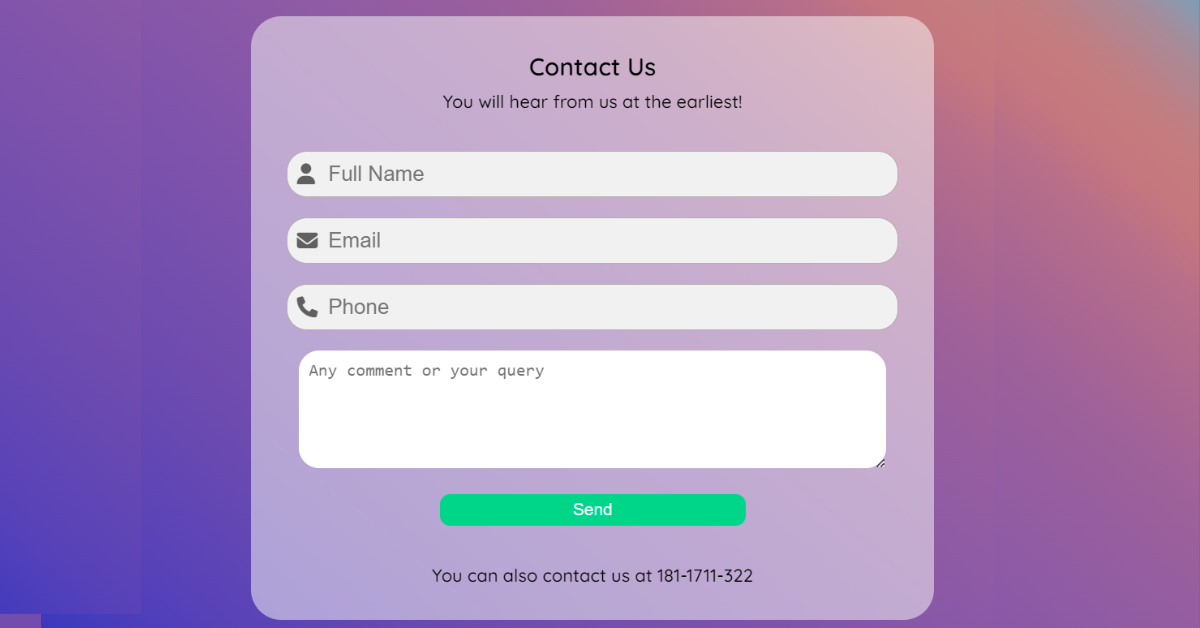 Contact Us
You will hear from us at the earliest!
Full Name
Email
Phone
Any comment or your query
Send
You can also contact us at 181-1711-322